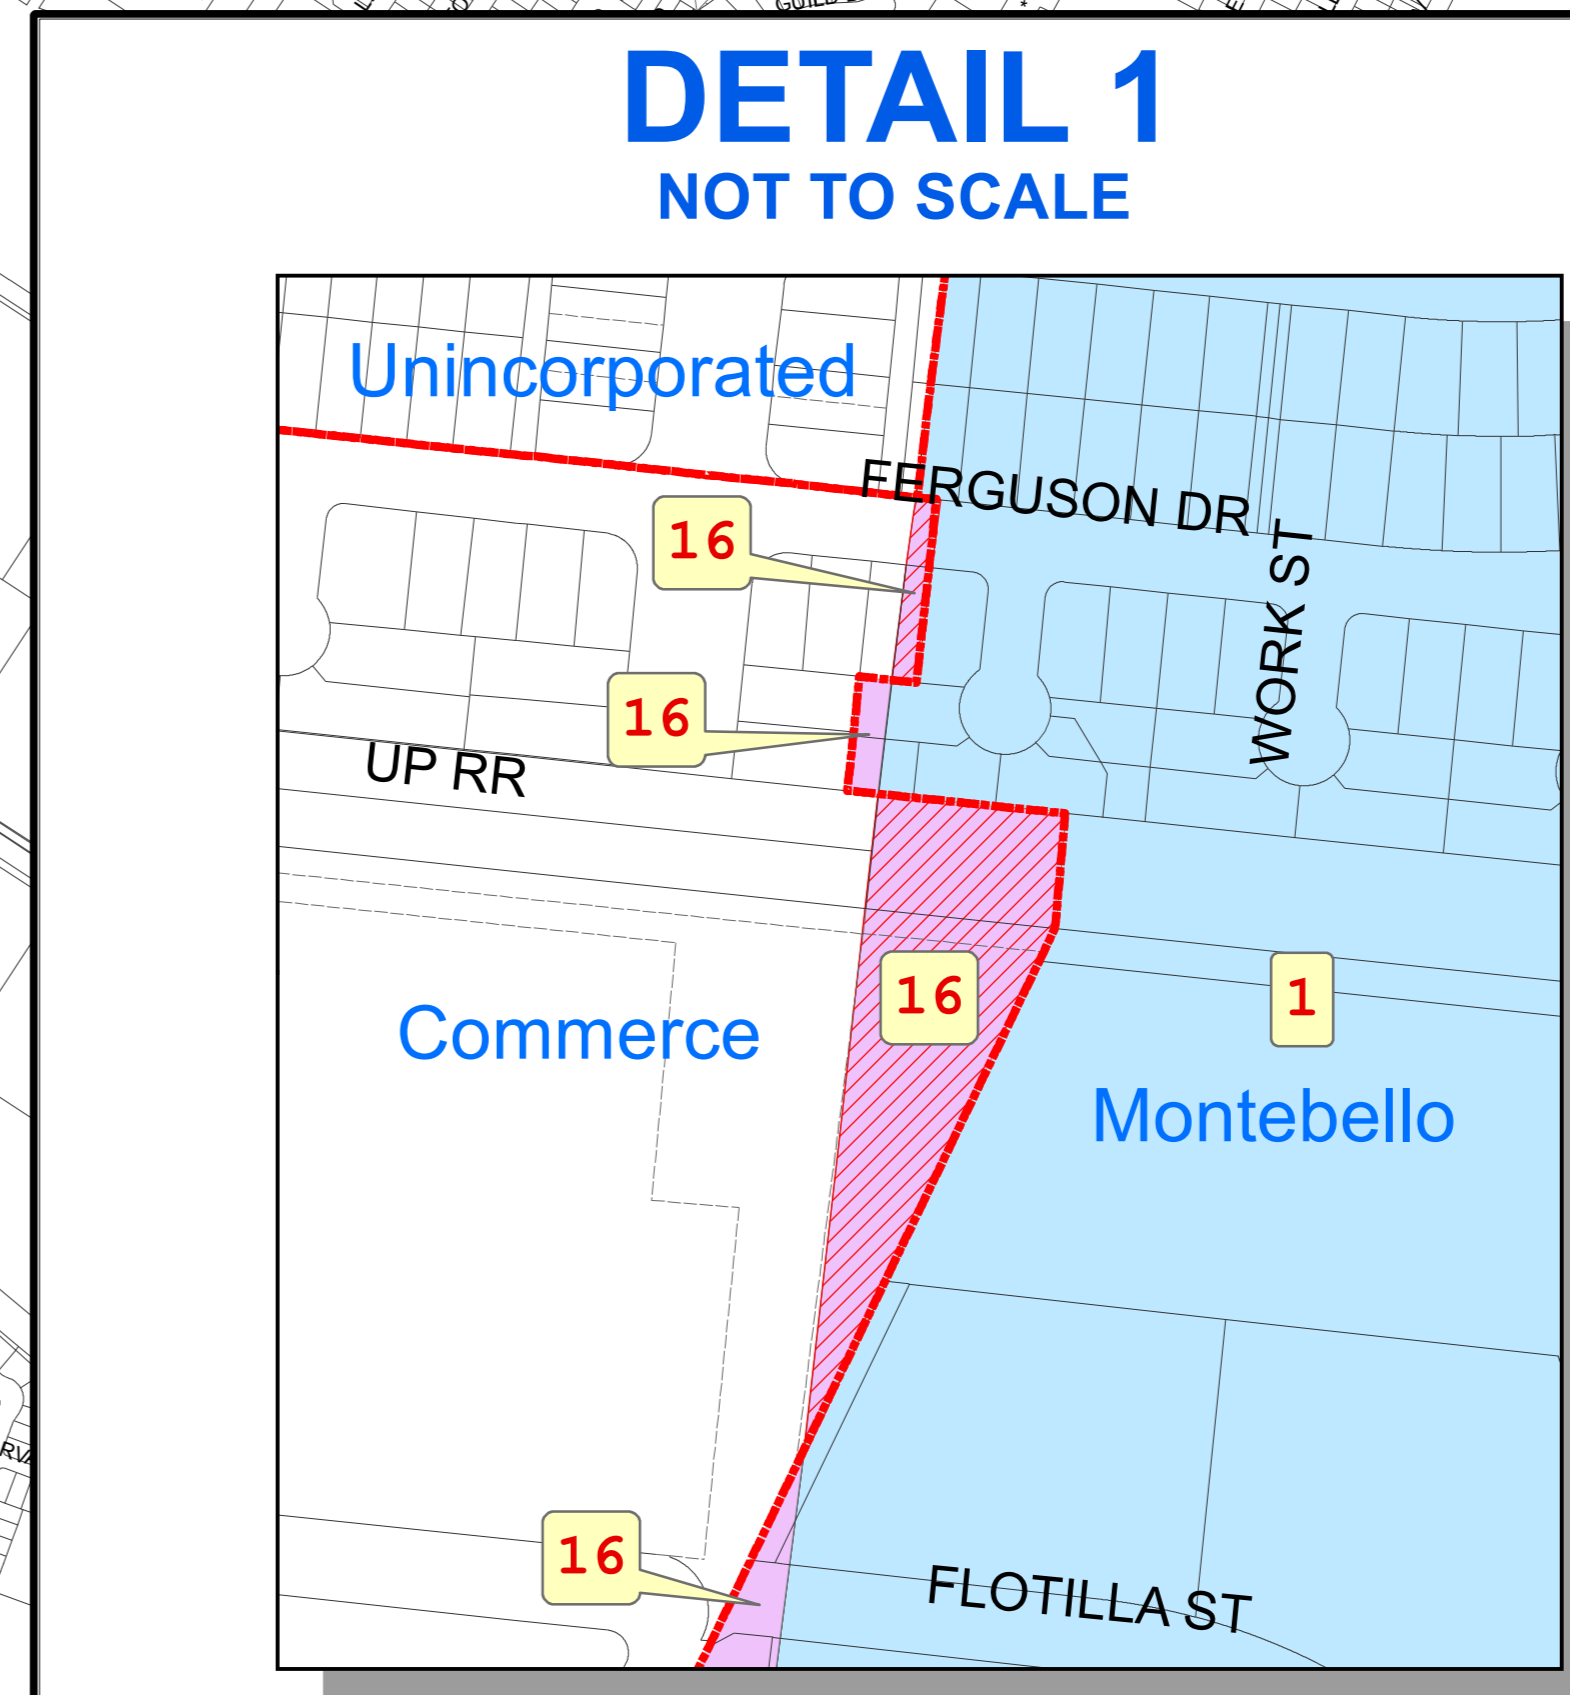 DETAIL 1
NOT TO SCALE
Unincorporated
FERGUSON DR
16
WORK ST
16
UP RR
16
1
Commerce
Montebello
16
FLOTILLA ST